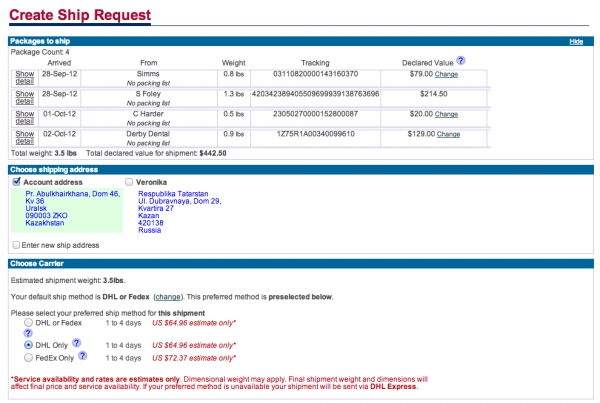 Create Ship Request
Packages to ship Hide
Package Count: 4
Arrived From Weight Tracking Declared Value ?
Show detail 28-Sep-12 Simms 0.8 lbs 03110820000143160370 $79.00 Change
No packing list
Show detail 28-Sep-12 S Foley 1.3 lbs 420342389405509699939138763696 $214.50
No packing list
Show detail 01-Oct-12 C Harder 0.5 lbs 23050270000152800087 $20.00 Change
No packing list
Show detail 02-Oct-12 Derby Dental 0.9 lbs 1Z75R1A00340099610 $129.00 Change
No packing list
Total weight: 3.5 lbs Total declared value for shipment: $442.50
Choose shipping address
Account address
Pr. Abulkhairkhana, Dom 46,
Kv 36
Uralsk
090003 ZKO
Kazakhstan
Veronika
Respublika Tatarstan
Ul. Dubravnaya, Dom 29,
Kvartira 27
Kazan
420138
Russia
Enter new ship address
Choose Carrier
Estimated shipment weight: 3.5lbs.
Your default ship method is DHL or Fedex (change). This preferred method is preselected below.
Please select your preferred ship method for this shipment
DHL or Fedex 1 to 4 days US $64.96 estimate only*
?
DHL Only ? 1 to 4 days US $64.96 estimate only*
FedEx Only ? 1 to 4 days US $72.37 estimate only*
*Service availability and rates are estimates only. Dimensional weight may apply. Final shipment weight and dimensions will
affect final price and service availability. If your preferred method is unavailable your shipment will be sent via DHL Express.